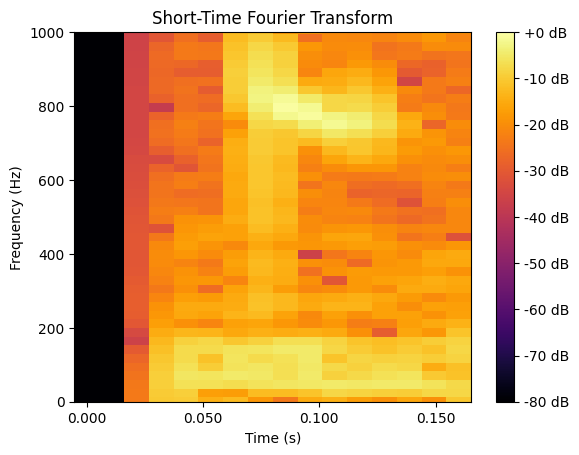 Short-Time Fourier Transform
1000
800
600
400
200
0
Frequency (Hz)
0.000
0.050
0.100
0.150
Time (s)
+0 dB
-10 dB
-20 dB
-30 dB
-40 dB
-50 dB
-60 dB
-70 dB
-80 dB